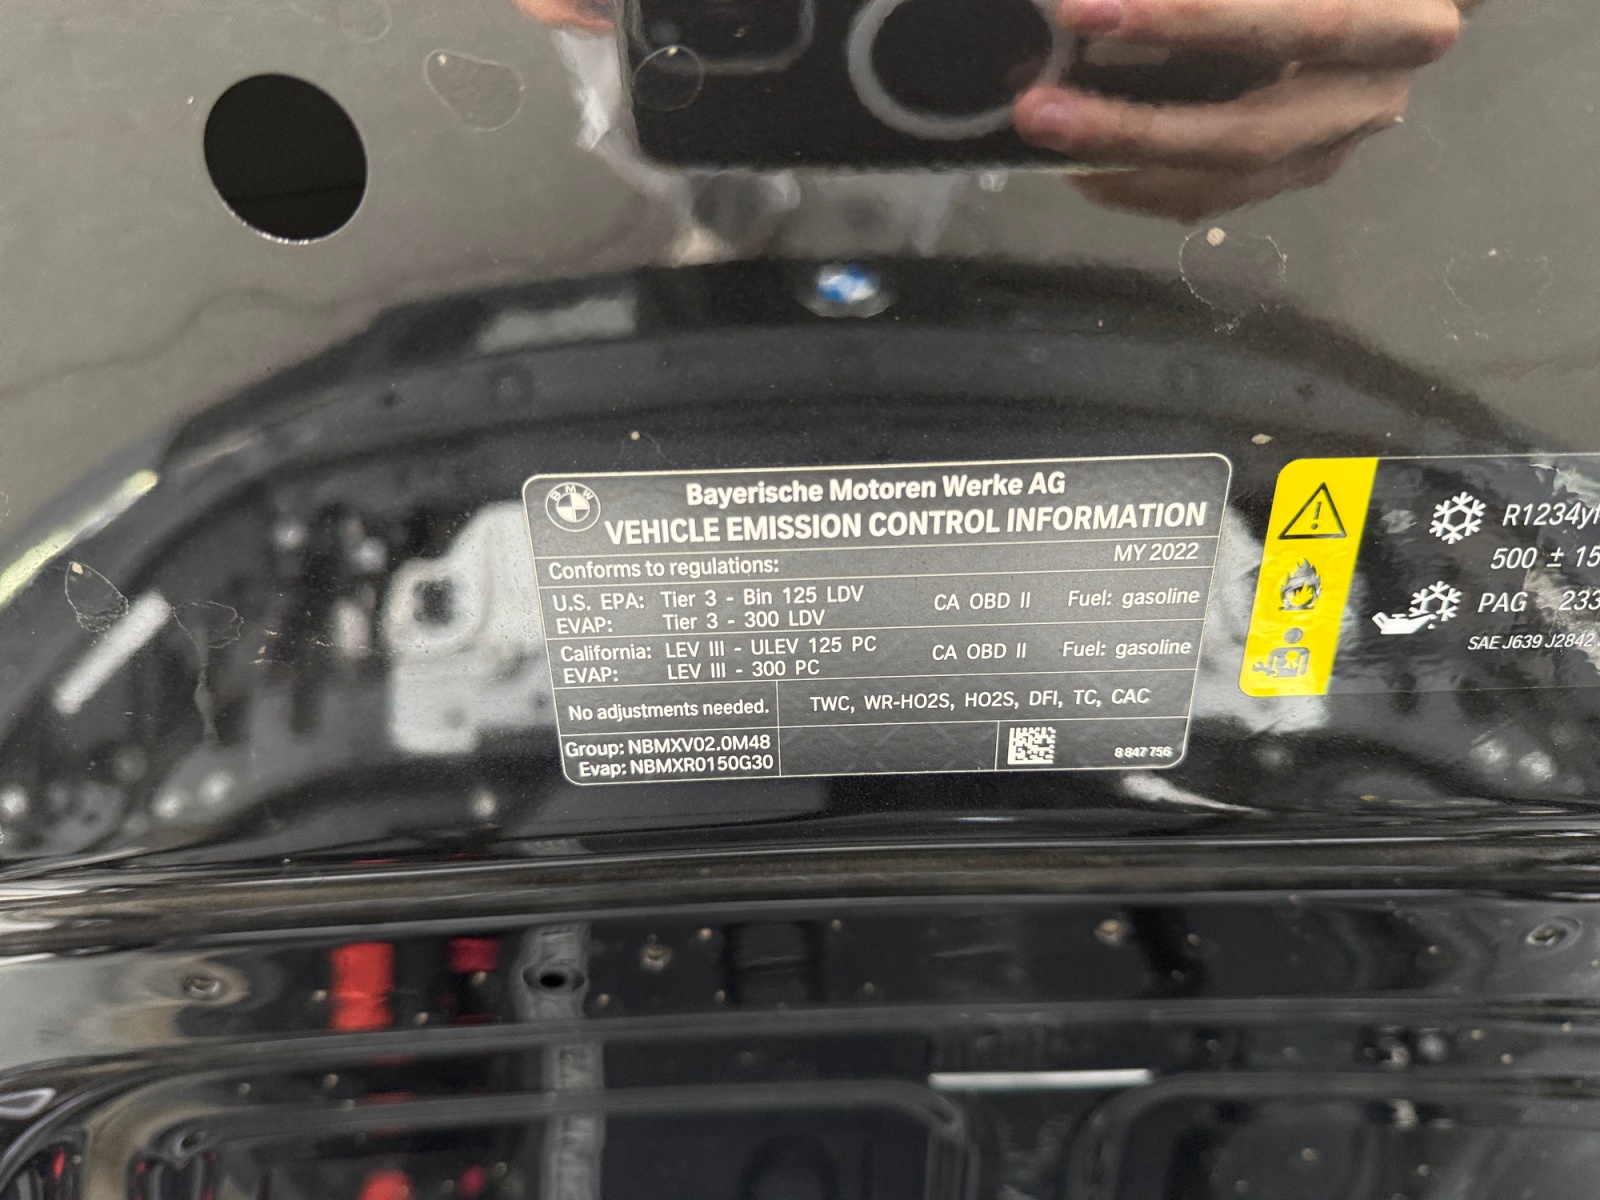 BMW
Bayerische Motoren Werke AG
VEHICLE EMISSION CONTROL INFORMATION
Conforms to regulations: MY 2022
U.S. EPA: Tier 3 - Bin 125 LDV CA OBD II Fuel: gasoline
EVAP: Tier 3 - 300 LDV
California: LEV III - ULEV 125 PC CA OBD II Fuel: gasoline
EVAP: LEV III - 300 PC
No adjustments needed. TWC, WR-HO2S, HO2S, DFI, TC, CAC
Group: NBMXV02.0M48
Evap: NBMXR0150G30
8 847 756
R1234yf
500 ± 15
PAG 233
SAE J639 J2842